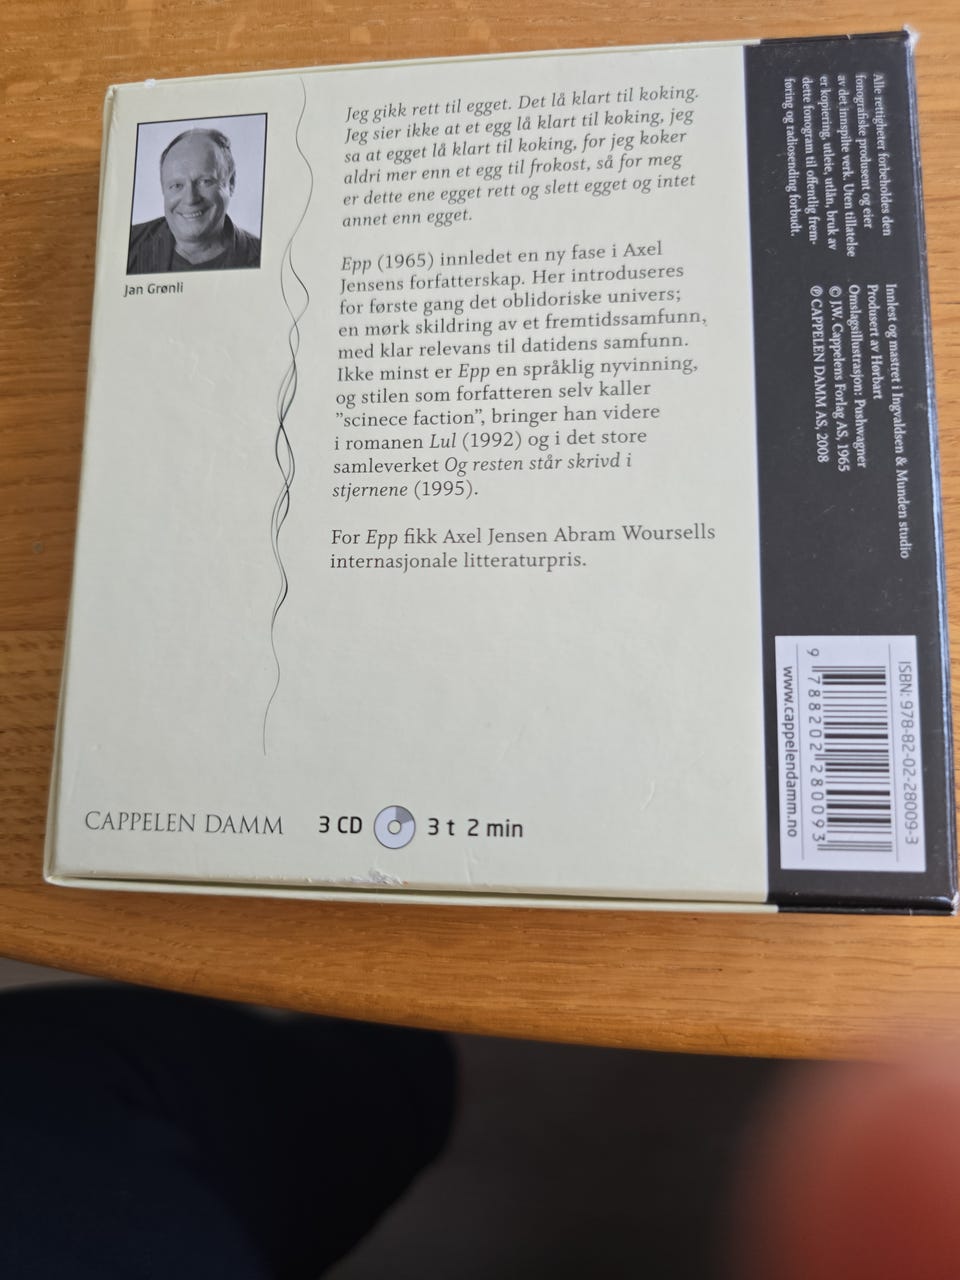 Jeg gikk rett til egget. Det lå klart til koking.
Jeg sier ikke at et egg lå klart til koking, jeg
sa at egget lå klart til koking, for jeg koker
aldri mer enn et egg til frokost, så for meg
er dette ene egget rett og slett egget og intet
annet enn egget.
Jan Grønli
Epp (1965) innledet en ny fase i Axel
Jensens forfatterskap. Her introduseres
for første gang det oblidoriske univers;
en mørk skildring av et fremtidssamfunn,
med klar relevans til datidens samfunn.
Ikke minst er Epp en språklig nyvinning,
og stilen som forfatteren selv kaller
”scinece faction”, bringer han videre
i romanen Lul (1992) og i det store
samleverket Og resten står skrivd i
stjernene (1995).
For Epp fikk Axel Jensen Abram Woursells
internasjonale litteraturpris.
CAPPELEN DAMM 3 CD 3 t 2 min
Alle rettigheter forbeholdes den
fonografiske produsent og eier
av det innspilte verk. Uten tillatelse
er kopiering, utleie, utlån, bruk av
dette fonogram til offentlig frem-
føring og radiosending forbudt.
Innlest og mastret i Ingvaldsen & Munden studio
Produsert av Hørbart
Omslagsillustrasjon: Pushwagner
© J.W. Cappelens Forlag AS, 1965
℗ CAPPELEN DAMM AS, 2008
ISBN: 978-82-02-28009-3
9 788202 280093
www.cappelendamm.no